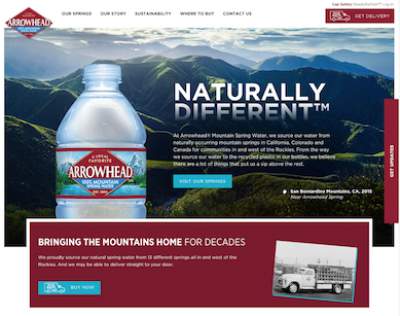 OUR SPRINGS OUR STORY SUSTAINABILITY WHERE TO BUY CONTACT US
GET DELIVERY
ARROWHEAD
NATURALLY
DIFFERENT™
At Arrowhead® Mountain Spring Water, we source our water from
naturally occurring mountain springs in California, Colorado and
Canada for communities in and west of the Rockies. From the way
we source our water to the recycled plastic in our bottles, we believe
there are a lot of things that put us a sip above the rest.
VISIT OUR SPRINGS
San Bernardino Mountains, CA, 2015
Near Arrowhead Spring
GET UPDATES
A LOCAL
FAVORITE
ARROWHEAD
100% MOUNTAIN
SPRING WATER
BRINGING THE MOUNTAINS HOME FOR DECADES
We proudly source our natural spring water from 13 different springs all in and west of the
Rockies. And we may be able to deliver straight to your door.
BUY NOW